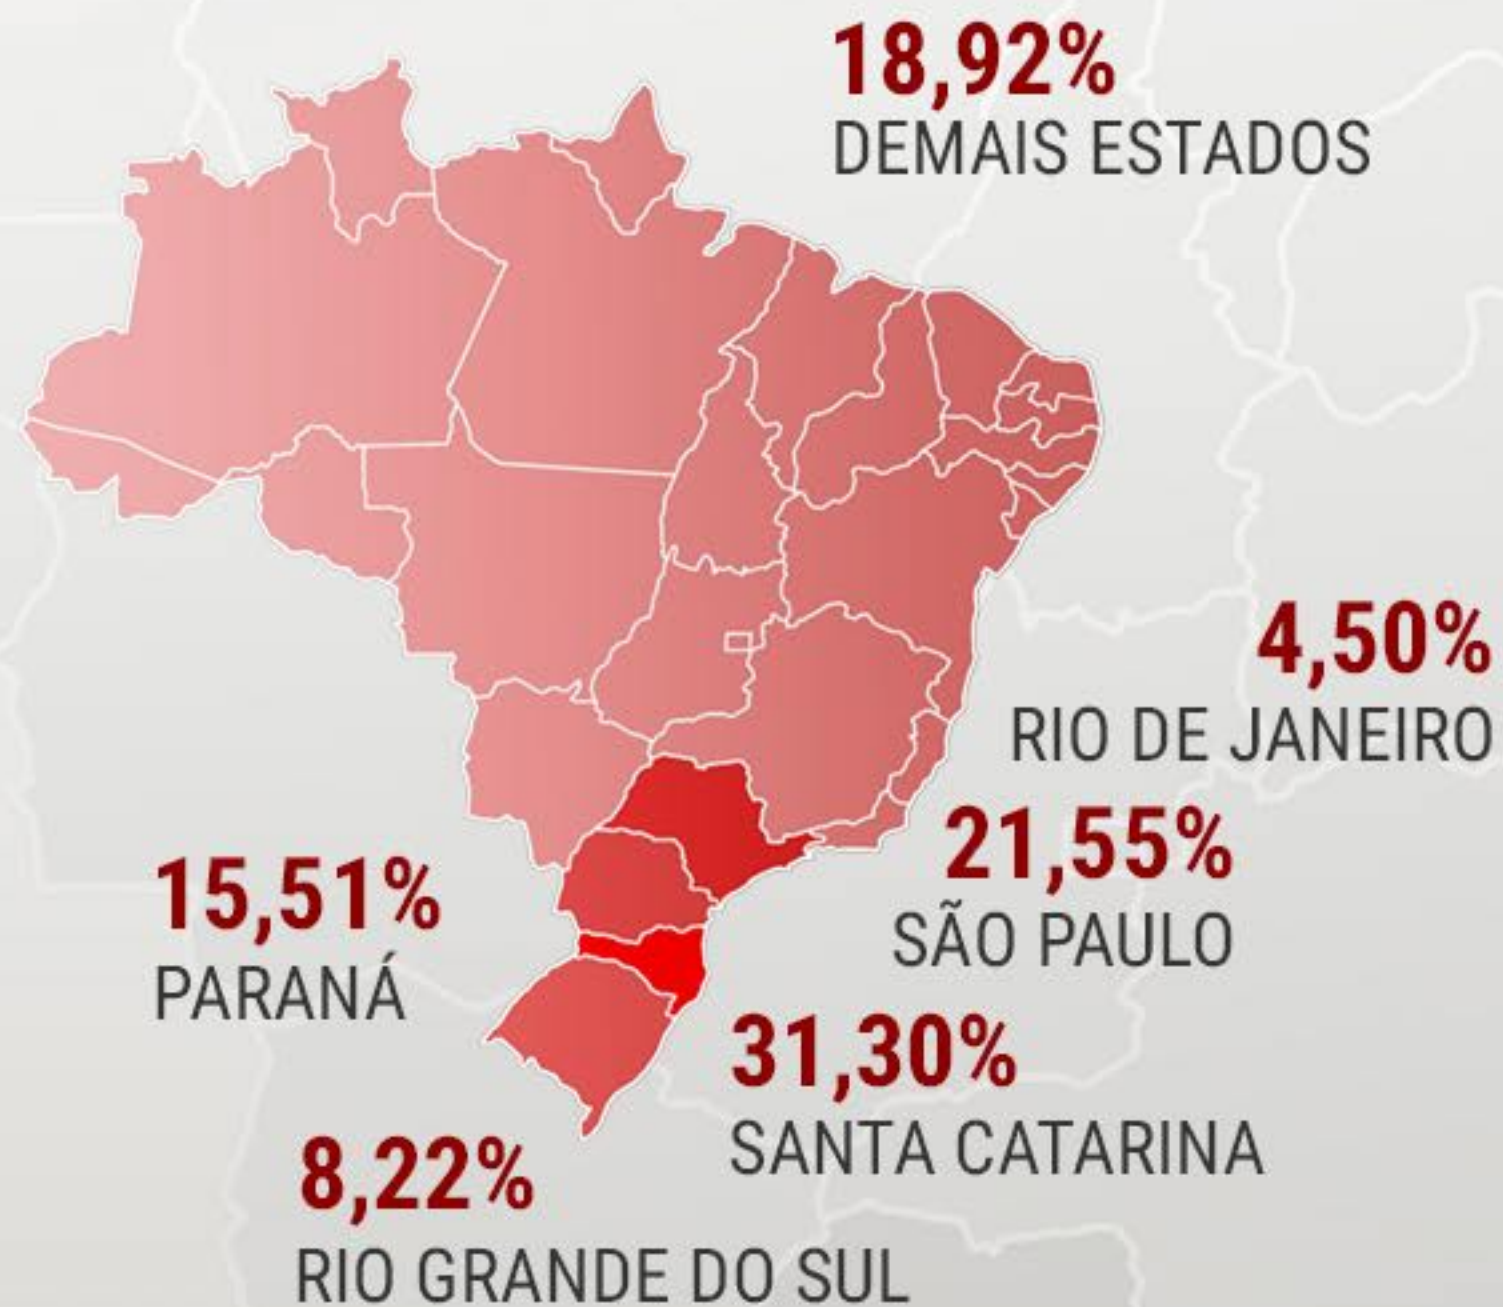 18,92%
DEMAIS ESTADOS
4,50%
RIO DE JANEIRO
21,55%
SÃO PAULO
15,51%
PARANÁ
31,30%
SANTA CATARINA
8,22%
RIO GRANDE DO SUL